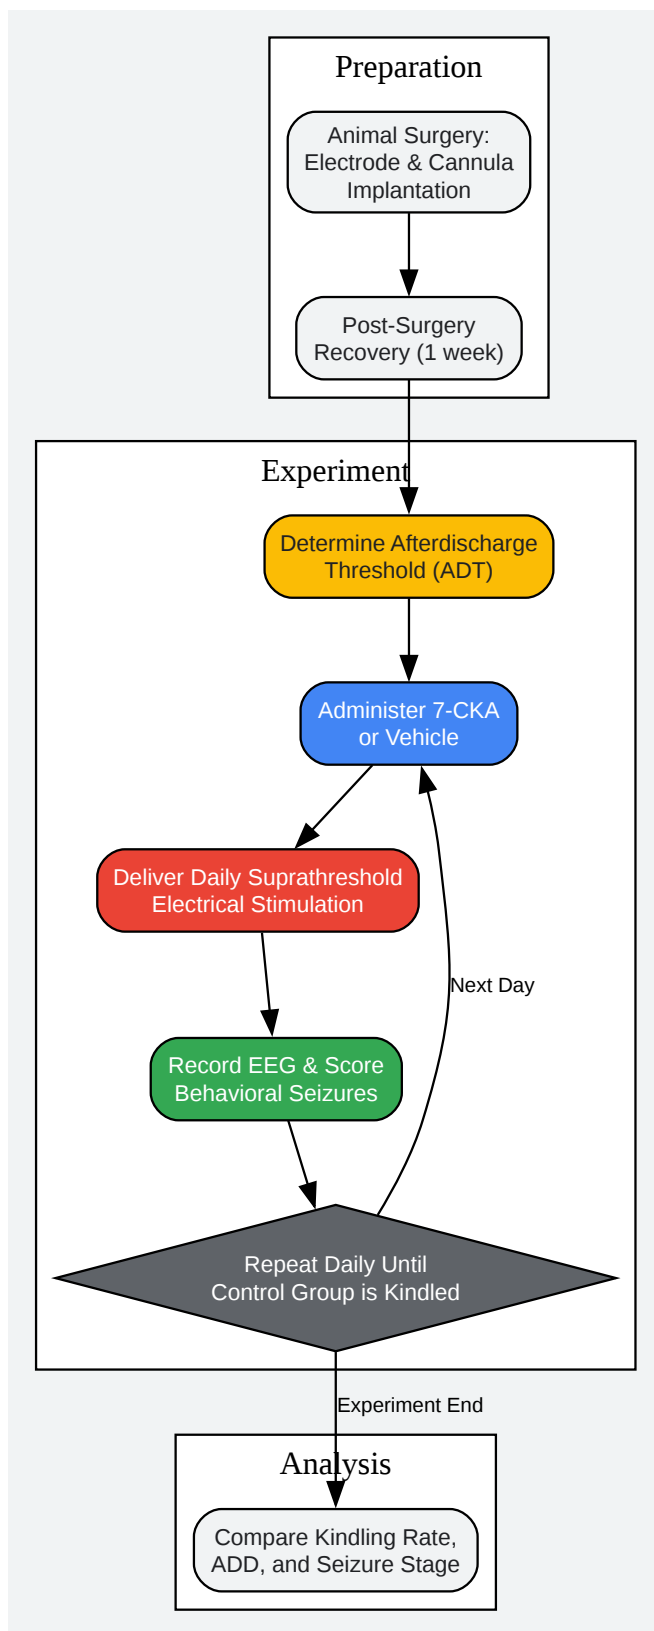 Preparation
Animal Surgery:
Electrode & Cannula
Implantation
Post-Surgery
Recovery (1 week)
Experiment
Determine Afterdischarge
Threshold (ADT)
Administer 7-CKA
or Vehicle
Deliver Daily Suprathreshold
Electrical Stimulation
Next Day
Record EEG & Score
Behavioral Seizures
Repeat Daily Until
Control Group is Kindled
Experiment End
Analysis
Compare Kindling Rate,
ADD, and Seizure Stage